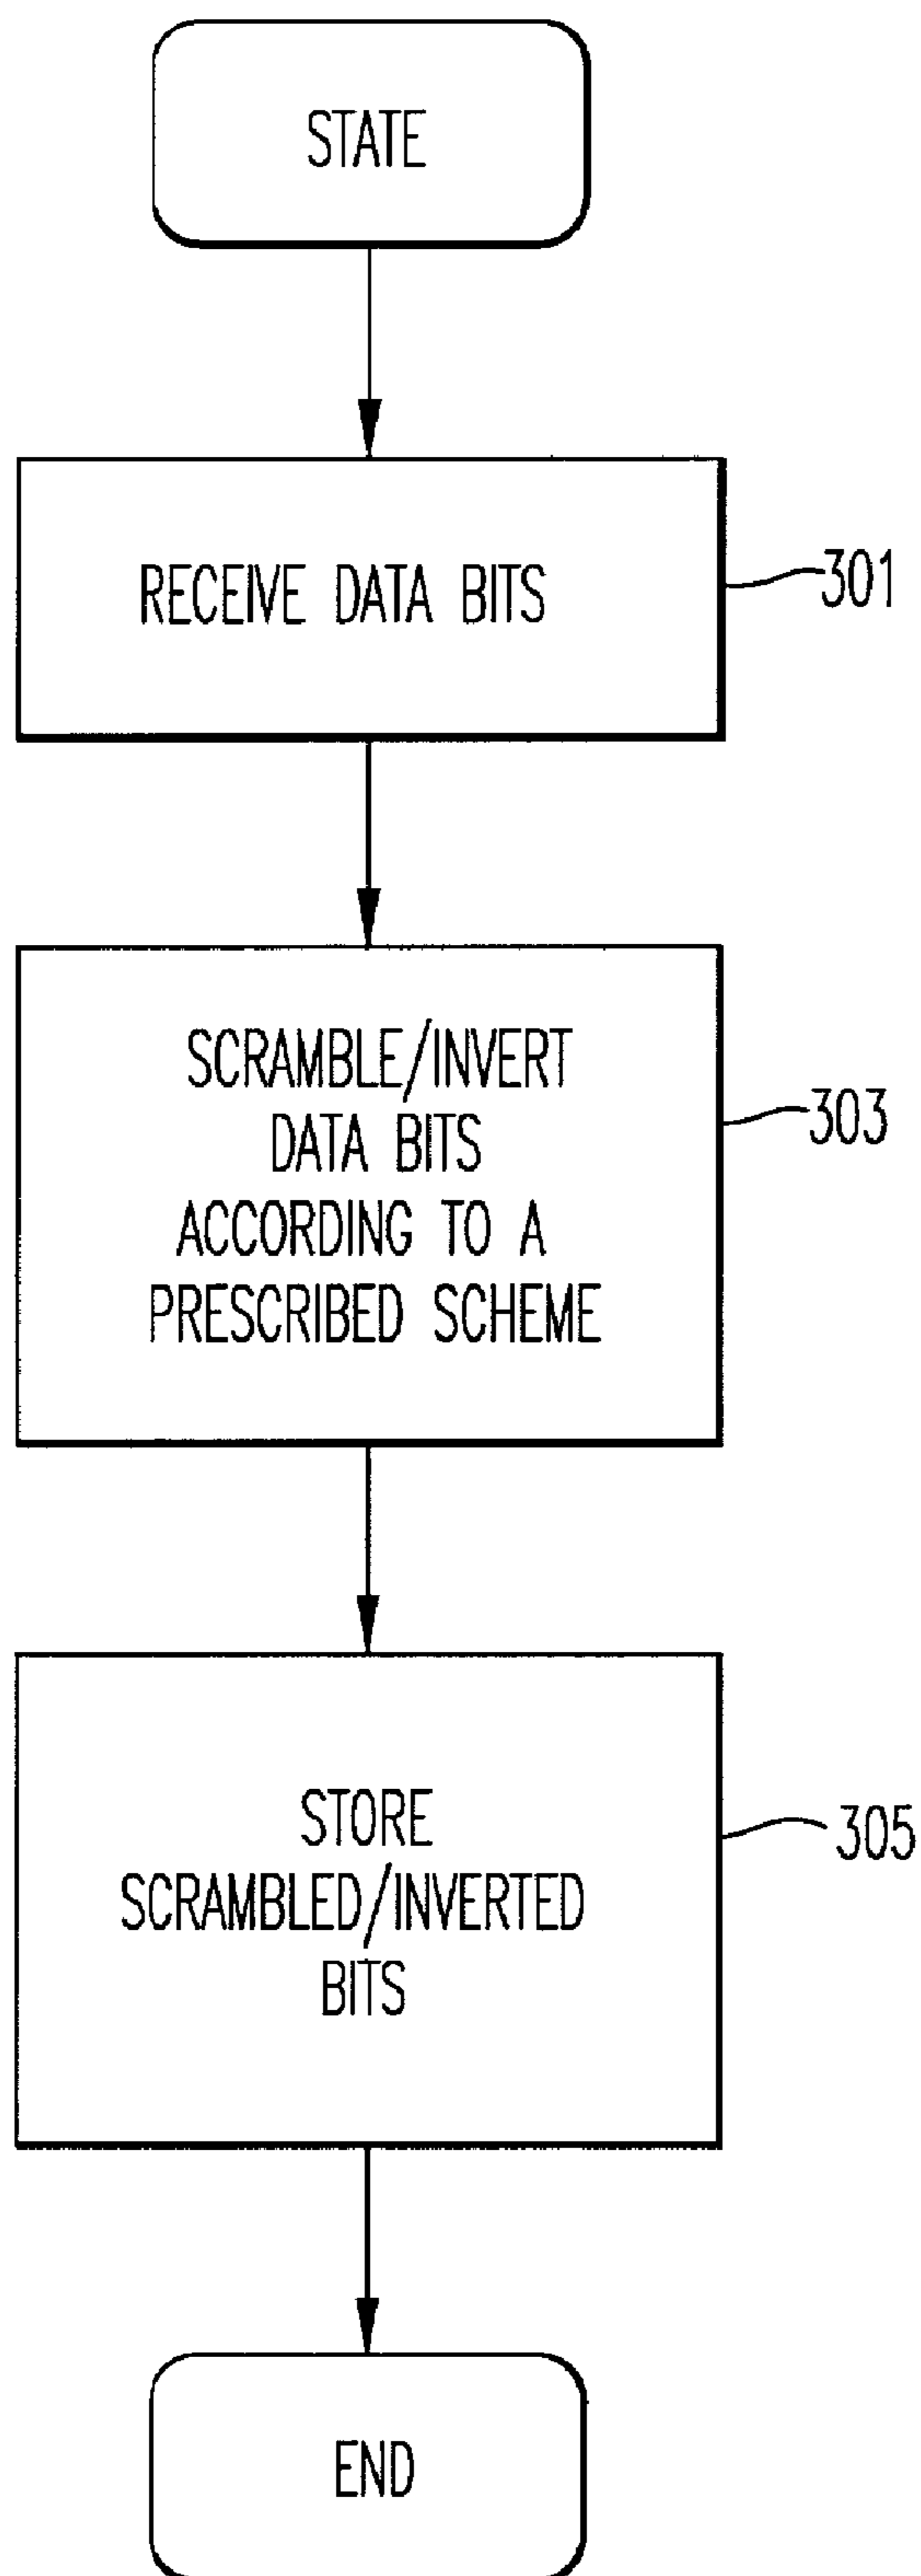 STATE
RECEIVE DATA BITS
301
SCRAMBLE/INVERT
DATA BITS
ACCORDING TO A
PRESCRIBED SCHEME
303
STORE
SCRAMBLED/INVERTED
BITS
305
END